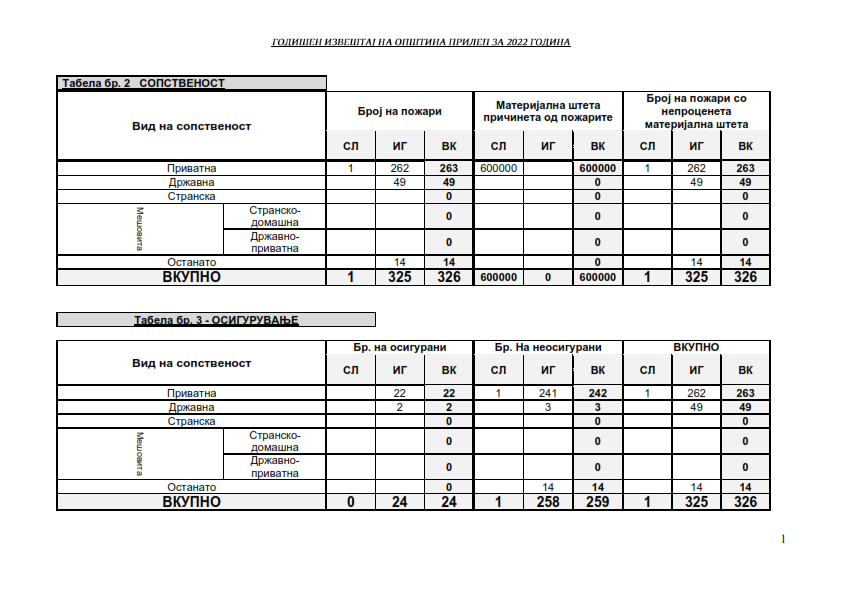 ГОДИШЕН ИЗВЕШТАЈ НА ОПШТИНА ПРИЛЕП ЗА 2022 ГОДИНА
Табела бр. 2 СОПСТВЕНОСТ
Вид на сопственост
Број на пожари
Материјална штета причинета од пожарите
Број на пожари со непроценета материјална штета
СЛ ИГ ВК СЛ ИГ ВК СЛ ИГ ВК
Приватна 1 262 263 600000 600000 1 262 263
Државна 49 49 0 49 49
Странска 0 0 0
Мешовита
Странско-домашна 0 0 0
Државно-приватна 0 0 0
Останато 14 14 0 14 14
ВКУПНО 1 325 326 600000 0 600000 1 325 326
Табела бр. 3 - ОСИГУРУВАЊЕ
Вид на сопственост
Бр. на осигурани Бр. На неосигурани ВКУПНО
СЛ ИГ ВК СЛ ИГ ВК СЛ ИГ ВК
Приватна 22 22 1 241 242 1 262 263
Државна 2 2 3 3 49 49
Странска 0 0 0
Мешовита
Странско-домашна 0 0 0
Државно-приватна 0 0 0
Останато 0 14 14 14 14
ВКУПНО 0 24 24 1 258 259 1 325 326
1